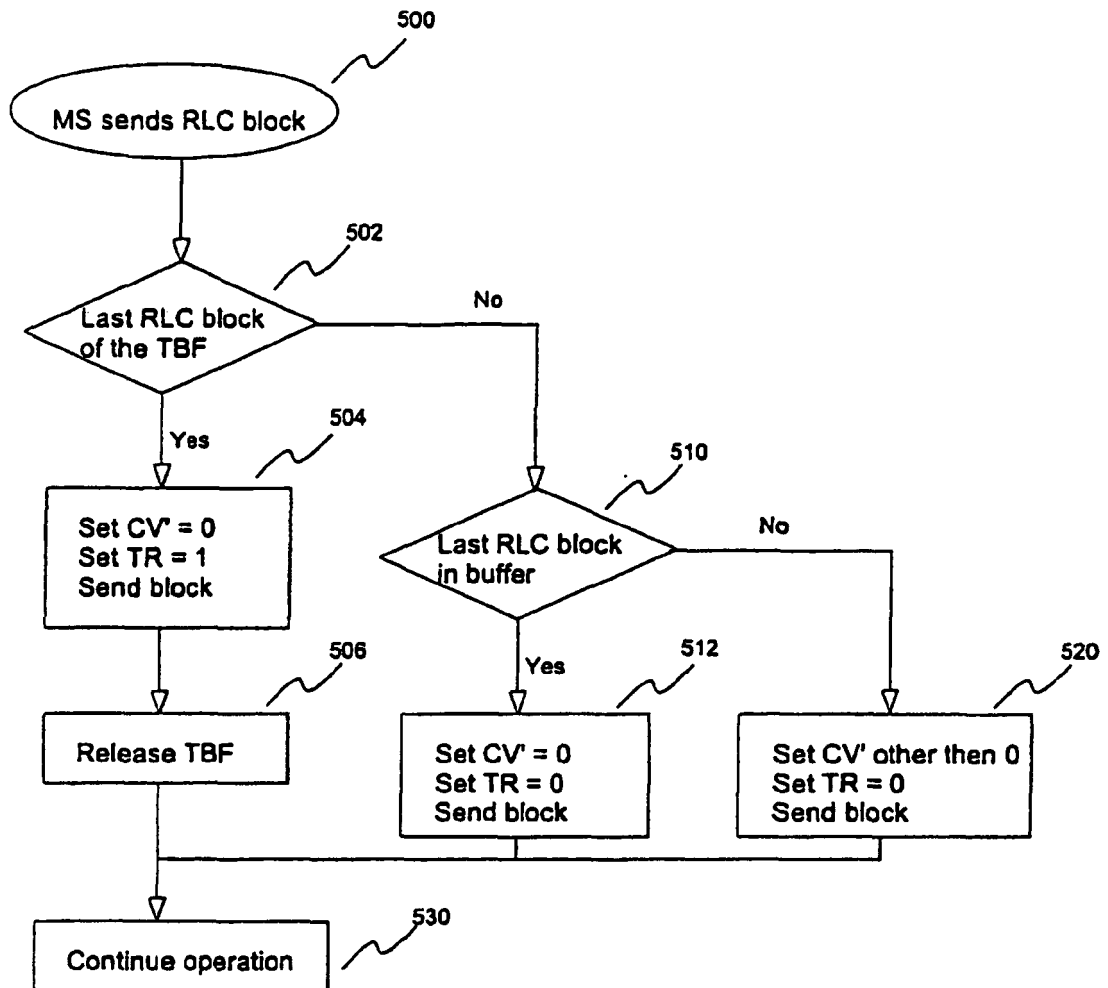 500
MS sends RLC block
502
Last RLC block
of the TBF
No
Yes
504
Set CV' = 0
Set TR = 1
Send block
510
Last RLC block
in buffer
No
506
Release TBF
Yes
512
Set CV' = 0
Set TR = 0
Send block
520
Set CV' other then 0
Set TR = 0
Send block
530
Continue operation